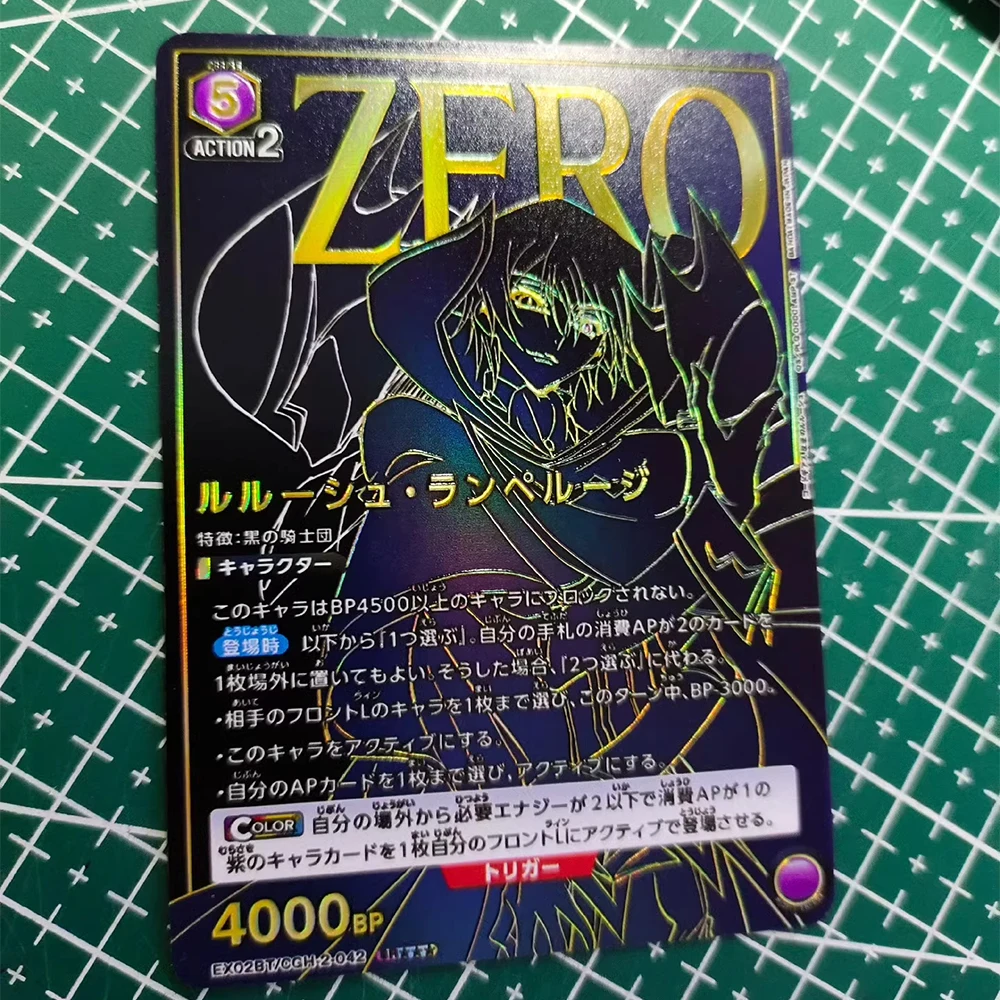 5
ACTION2
ZERO
ルルーシュ・ランペルージ
特徴:黒の騎士団
キャラクター
このキャラはBP4500以上のキャラにブロックされない。
登場時 以下から「1つ選ぶ」。自分の手札の消費APが2のカードを
1枚場外に置いてもよい。そうした場合、「2つ選ぶ」に代わる。
・相手のフロントLのキャラを1枚まで選び、このターン中、BP-3000。
・このキャラをアクティブにする。
・自分のAPカードを1枚まで選び、アクティブにする。
COLOR 自分の場外から必要エナジーが2以下で消費APが1の
紫のキャラカードを1枚自分のフロントLにアクティブで登場させる。
トリガー
4000BP
EX02BT/CGH-2-042